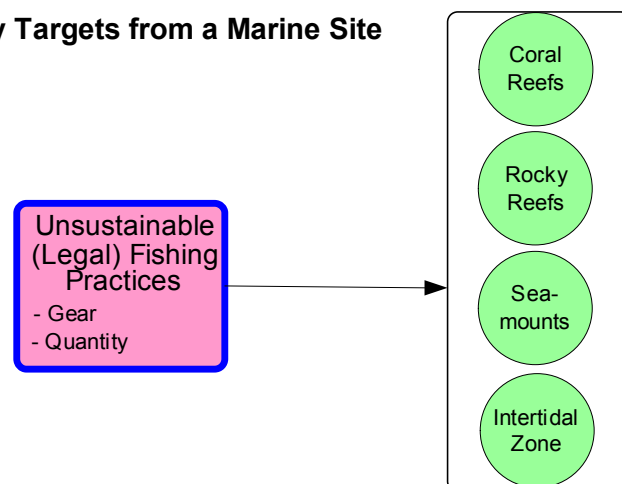 Targets from a Marine Site
Unsustainable
(Legal) Fishing
Practices
- Gear
- Quantity
Coral
Reefs
Rocky
Reefs
Sea-
mounts
Intertidal
Zone